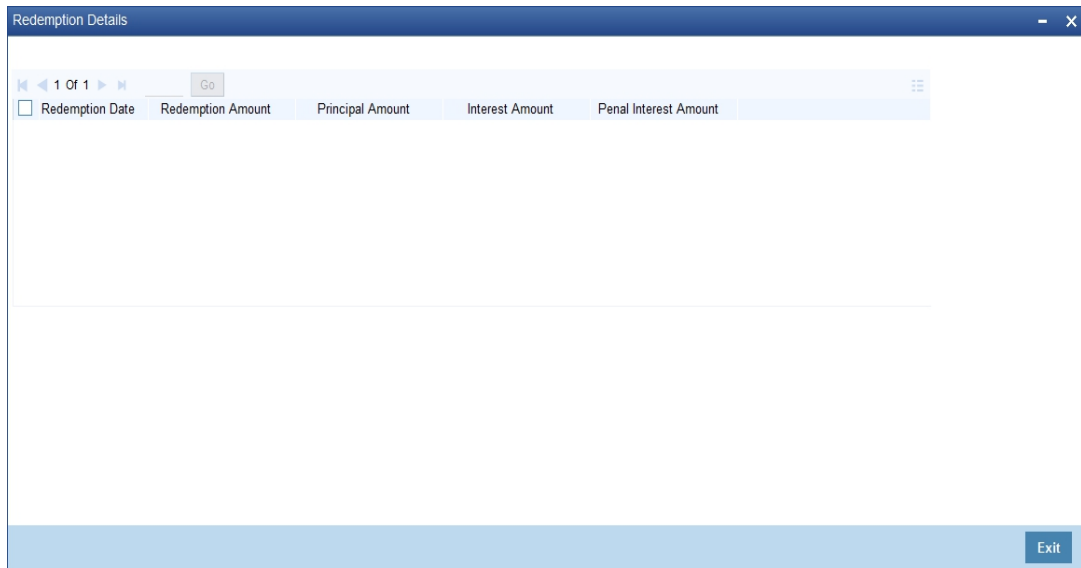 Redemption Details
1 Of 1 Go
Redemption Date Redemption Amount Principal Amount Interest Amount Penal Interest Amount
Exit